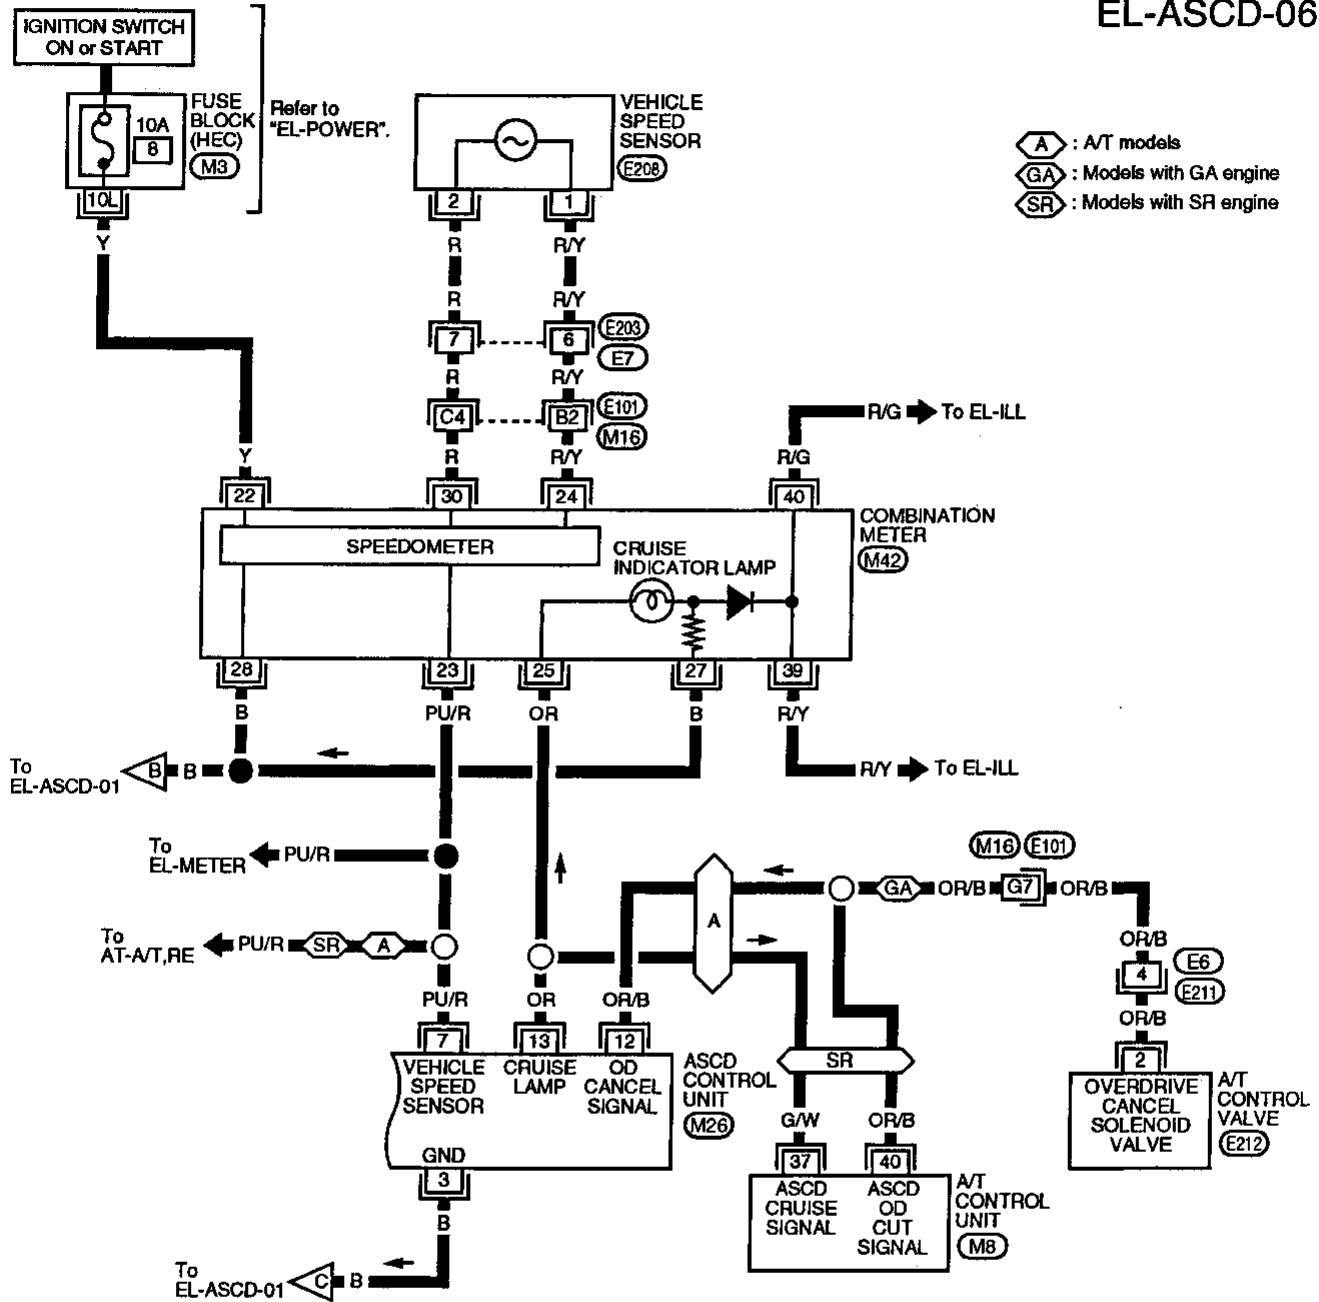 EL-ASCD-06
IGNITION SWITCH
ON or START
FUSE
BLOCK
(HEC)
M3
10A
8
10L
Refer to
"EL-POWER".
VEHICLE
SPEED
SENSOR
E208
2
1
A : A/T models
GA : Models with GA engine
SR : Models with SR engine
Y
R
R/Y
R
R/Y
7
6
E203
E7
R
R/Y
C4
B2
E101
M16
R/G
To EL-ILL
Y
R
R/Y
R/G
22
30
24
40
COMBINATION
METER
M42
SPEEDOMETER
CRUISE
INDICATOR LAMP
28
23
25
27
39
B
PU/R
OR
B
R/Y
To
EL-ASCD-01
B
B
R/Y
To EL-ILL
To
EL-METER
PU/R
M16
E101
A
GA
OR/B
G7
OR/B
To
AT-A/T,RE
PU/R
SR
A
OR/B
4
E6
E211
PU/R
OR
OR/B
OR/B
7
13
12
SR
2
VEHICLE
SPEED
SENSOR
CRUISE
LAMP
OD
CANCEL
SIGNAL
ASCD
CONTROL
UNIT
M26
OVERDRIVE
CANCEL
SOLENOID
VALVE
A/T
CONTROL
VALVE
E212
G/W
OR/B
GND
3
37
40
B
ASCD
CRUISE
SIGNAL
ASCD
OD
CUT
SIGNAL
A/T
CONTROL
UNIT
M8
To
EL-ASCD-01
C
B